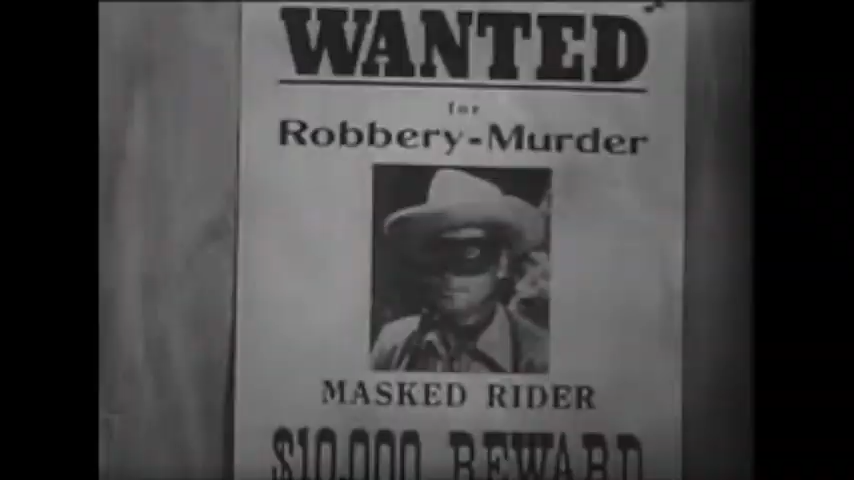 WANTED
for
Robbery-Murder
MASKED RIDER
$10,000 REWARD